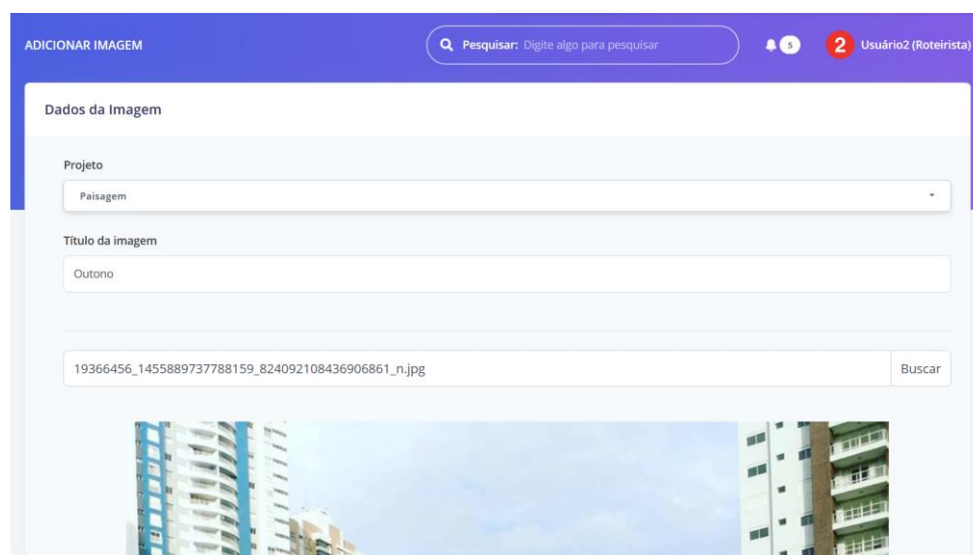 ADICIONAR IMAGEM
Pesquisar: Digite algo para pesquisar
5
2 Usuário2 (Roteirista)
Dados da Imagem
Projeto
Paisagem
Título da imagem
Outono
19366456_1455889737788159_824092108436906861_n.jpg
Buscar